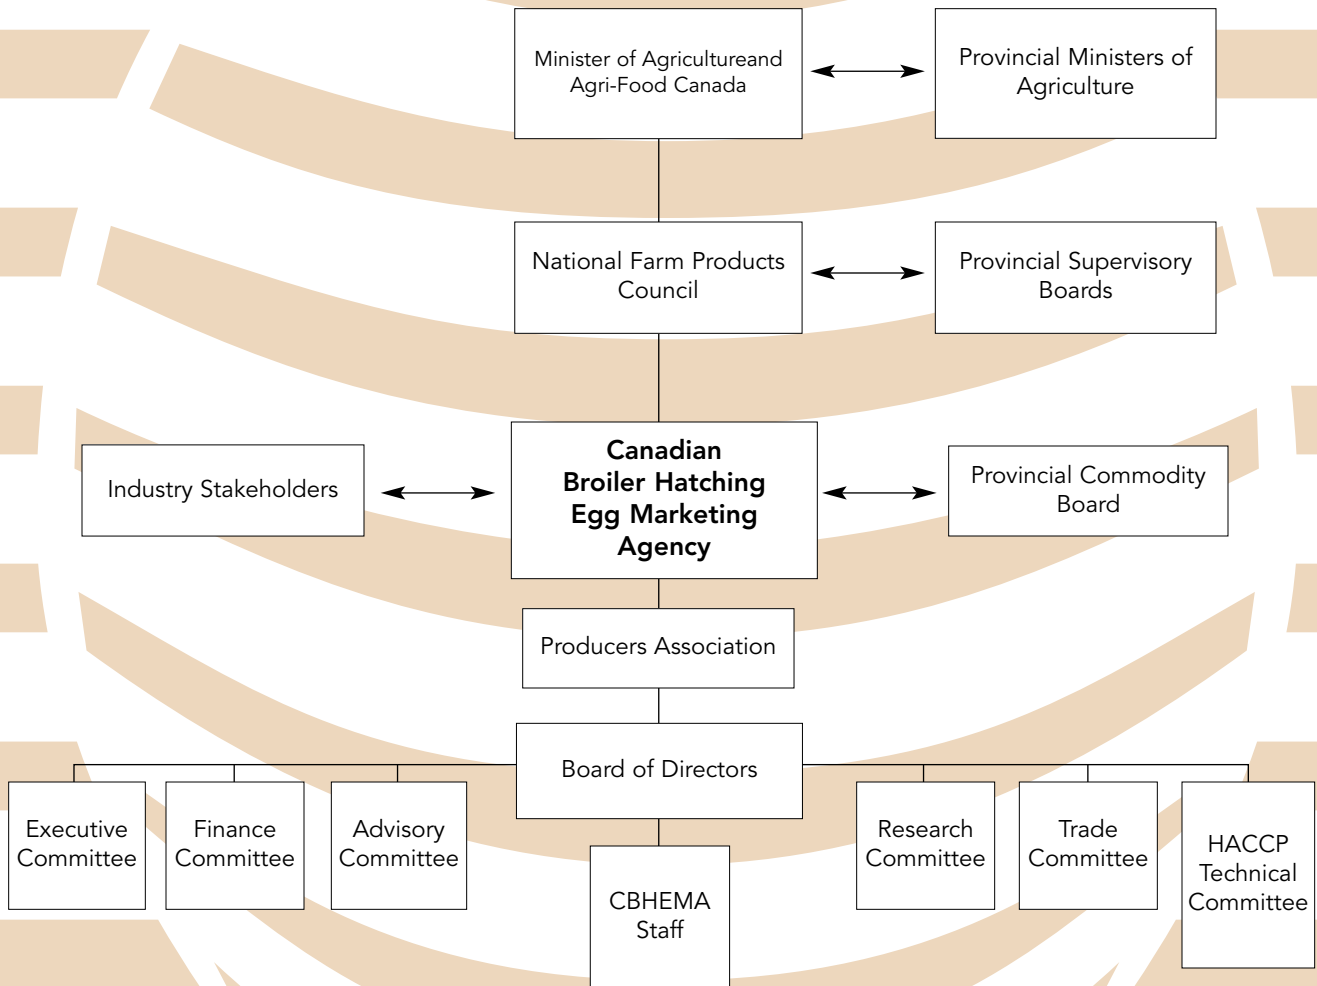 Minister of Agricultureand
Agri-Food Canada
Provincial Ministers of
Agriculture
National Farm Products
Council
Provincial Supervisory
Boards
Industry Stakeholders
Canadian
Broiler Hatching
Egg Marketing
Agency
Provincial Commodity
Board
Producers Association
Board of Directors
Executive
Committee
Finance
Committee
Advisory
Committee
CBHEMA
Staff
Research
Committee
Trade
Committee
HACCP
Technical
Committee